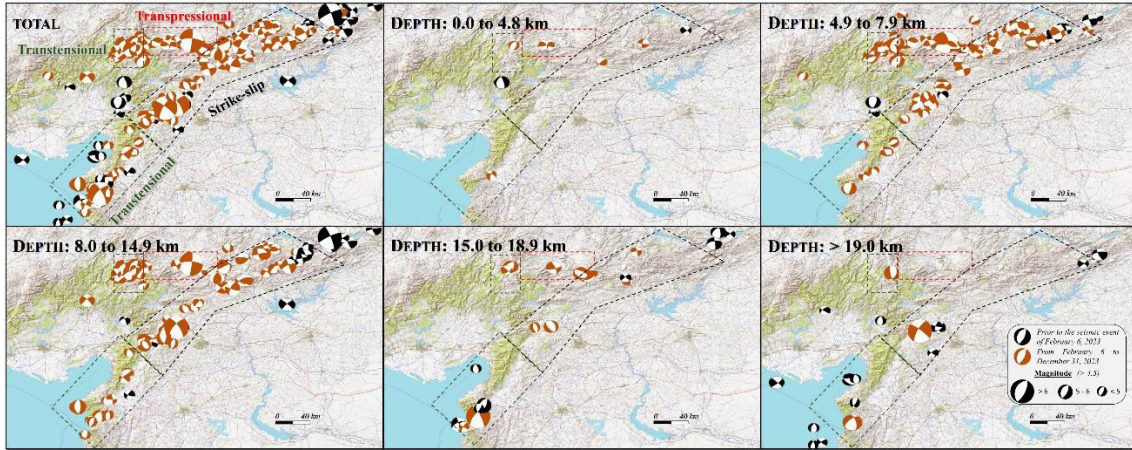 TOTAL
Transpressional
Transtensional
Strike-slip
Transtensional
0 40 km
DEPTH: 0.0 to 4.8 km
0 40 km
DEPTH: 4.9 to 7.9 km
0 40 km
DEPTH: 8.0 to 14.9 km
0 40 km
DEPTH: 15.0 to 18.9 km
0 40 km
DEPTH: > 19.0 km
Prior to the seismic event
of February 6, 2023
From February 6 to
December 31, 2023
Magnitude (> 4.5)
> 6 5 - 6 < 5
0 40 km